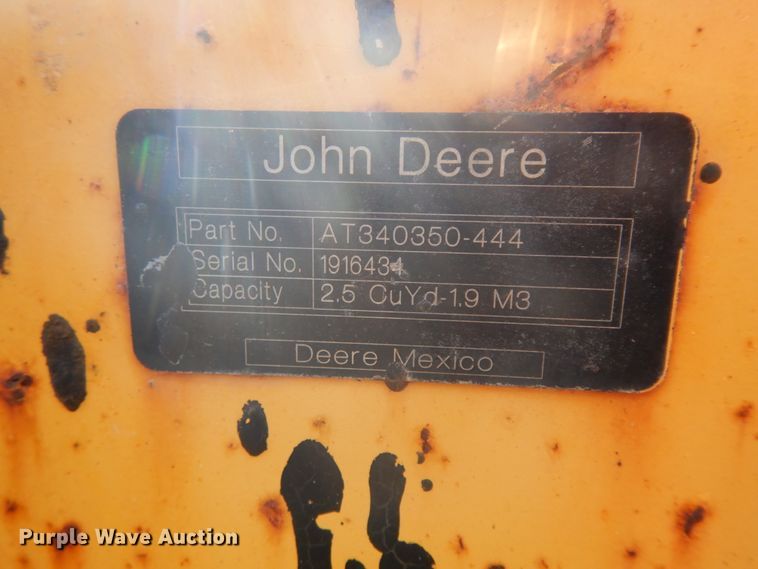 John Deere
Part No. AT340350-444
Serial No. 1916434
Capacity 2.5 CuYd-1.9 M3
Deere Mexico
Purple Wave Auction